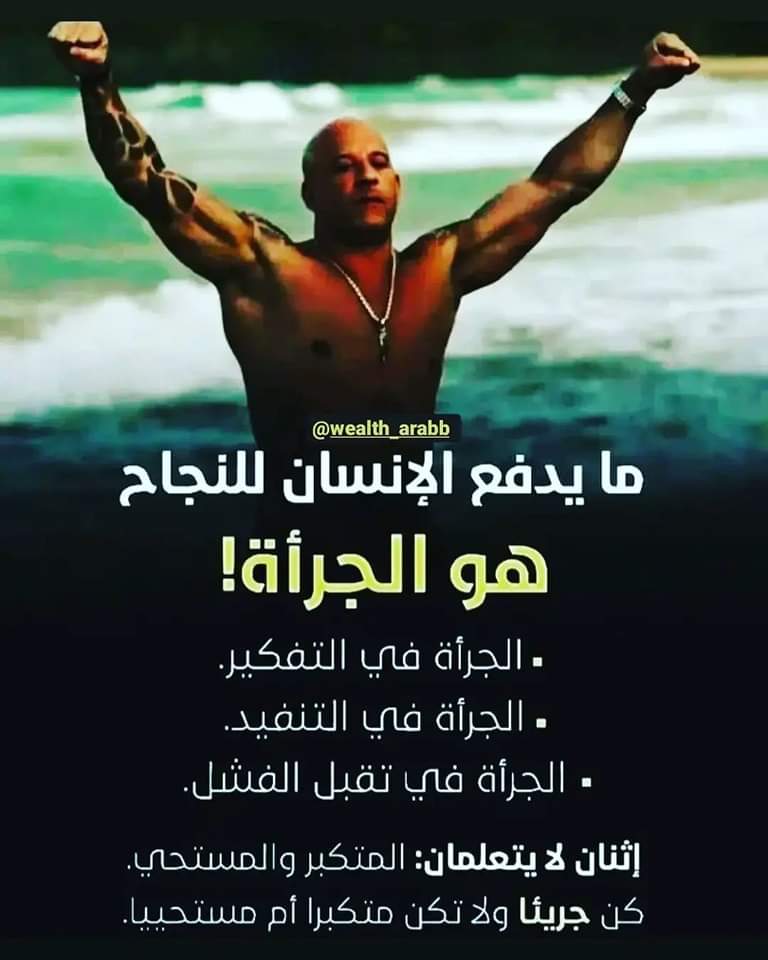 @wealth_arabb
ما يدفع الإنسان للنجاح
هو الجرأة!
▪ الجرأة في التفكير.
▪ الجرأة في التنفيد.
▪ الجرأة في تقبل الفشل.
إثنان لا يتعلمان: المتكبر والمستحي.
كن جريئا ولا تكن متكبرا أم مستحييا.